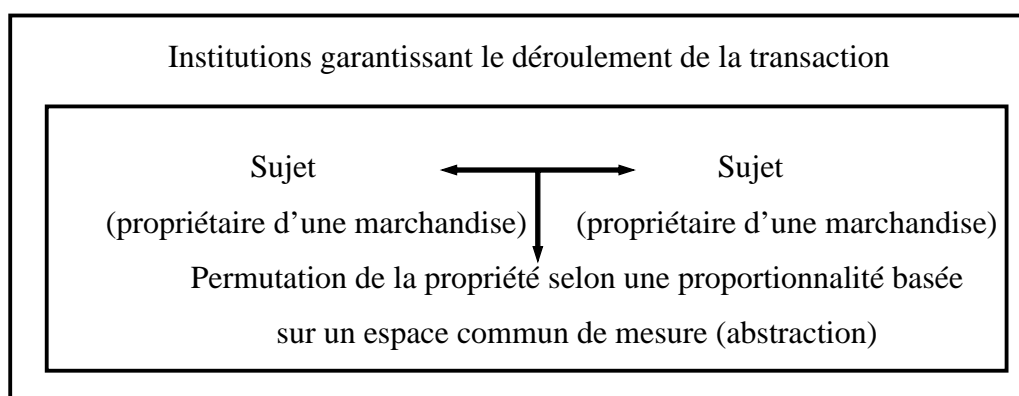 Institutions garantissant le déroulement de la transaction
Sujet Sujet
(propriétaire d’une marchandise) (propriétaire d’une marchandise)
Permutation de la propriété selon une proportionnalité basée
sur un espace commun de mesure (abstraction)